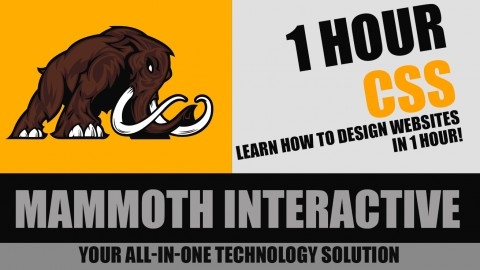 1 HOUR
CSS
LEARN HOW TO DESIGN WEBSITES
IN 1 HOUR!
MAMMOTH INTERACTIVE
YOUR ALL-IN-ONE TECHNOLOGY SOLUTION